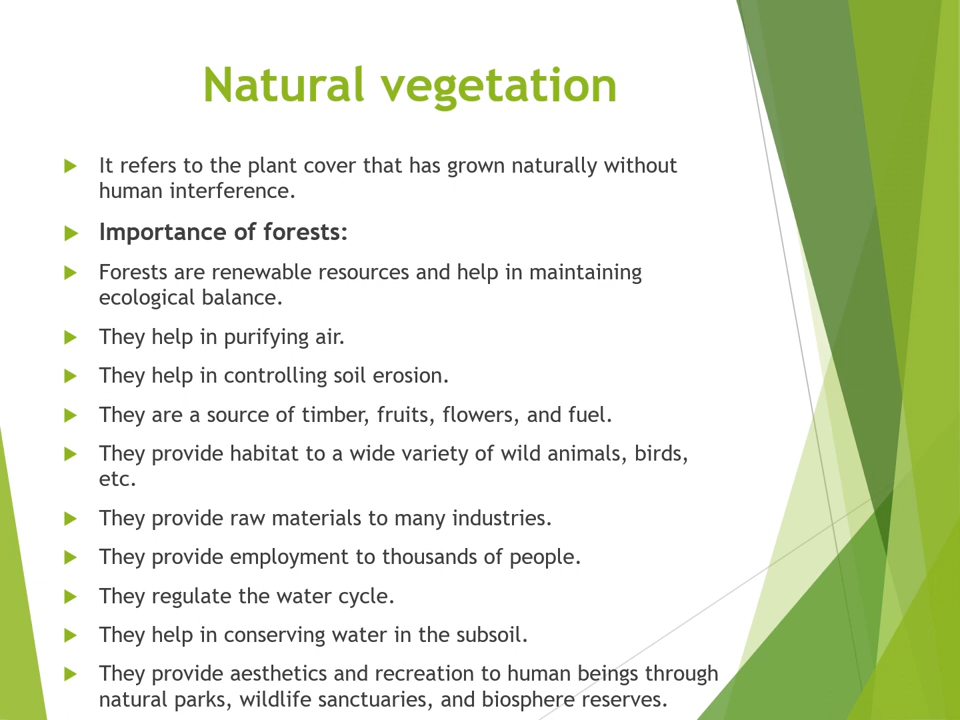 Natural vegetation
It refers to the plant cover that has grown naturally without
human interference.
Importance of forests:
Forests are renewable resources and help in maintaining
ecological balance.
They help in purifying air.
They help in controlling soil erosion.
They are a source of timber, fruits, flowers, and fuel.
They provide habitat to a wide variety of wild animals, birds,
etc.
They provide raw materials to many industries.
They provide employment to thousands of people.
They regulate the water cycle.
They help in conserving water in the subsoil.
They provide aesthetics and recreation to human beings through
natural parks, wildlife sanctuaries, and biosphere reserves.